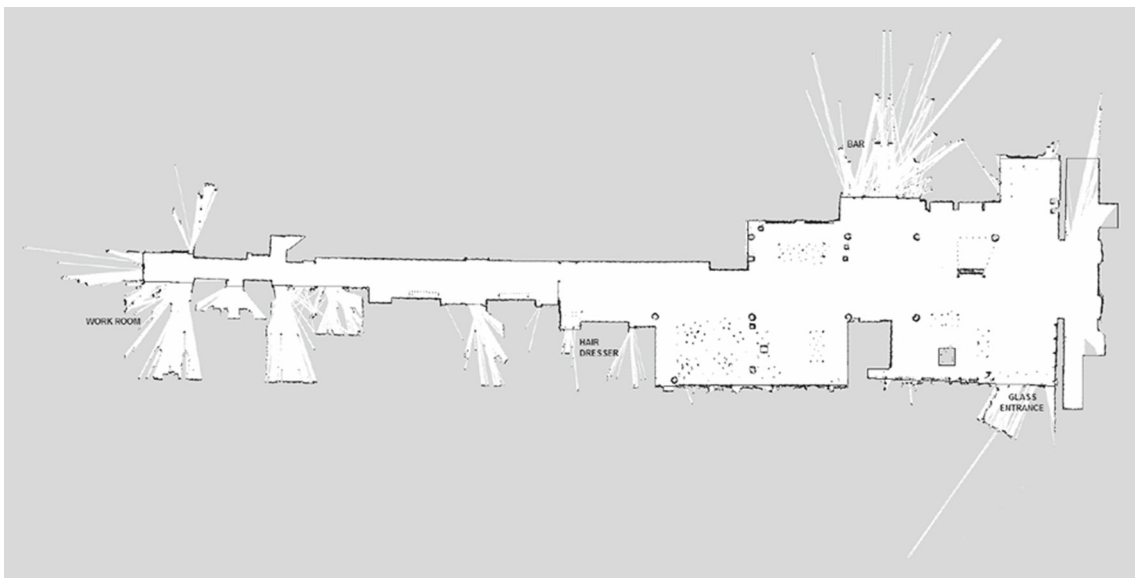 BAR
WORK ROOM
HAIR
DRESSER
GLASS
ENTRANCE